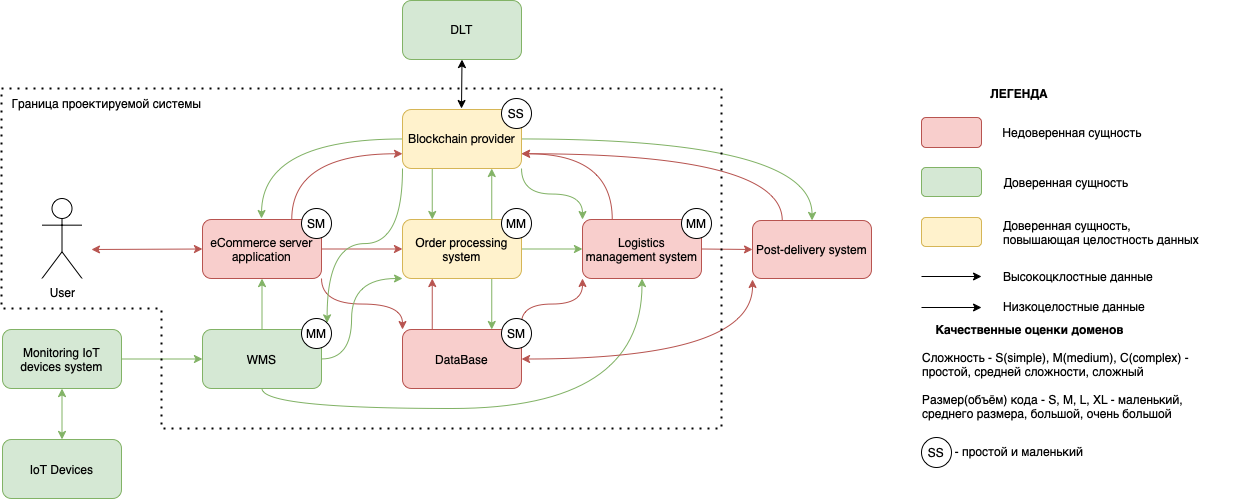 DLT
Граница проектируемой системы
SS
Blockchain provider
User
SM
eCommerce server
application
MM
Order processing
system
MM
Logistics
management system
Post-delivery system
Monitoring IoT
devices system
MM
WMS
SM
DataBase
IoT Devices
ЛЕГЕНДА
Недоверенная сущность
Доверенная сущность
Доверенная сущность,
повышающая целостность данных
Высокоцклостные данные
Низкоцелостные данные
Качественные оценки доменов
Сложность - S(simple), M(medium), C(complex) -
простой, средней сложности, сложный
Размер(объём) кода - S, M, L, XL - маленький,
среднего размера, большой, очень большой
SS - простой и маленький